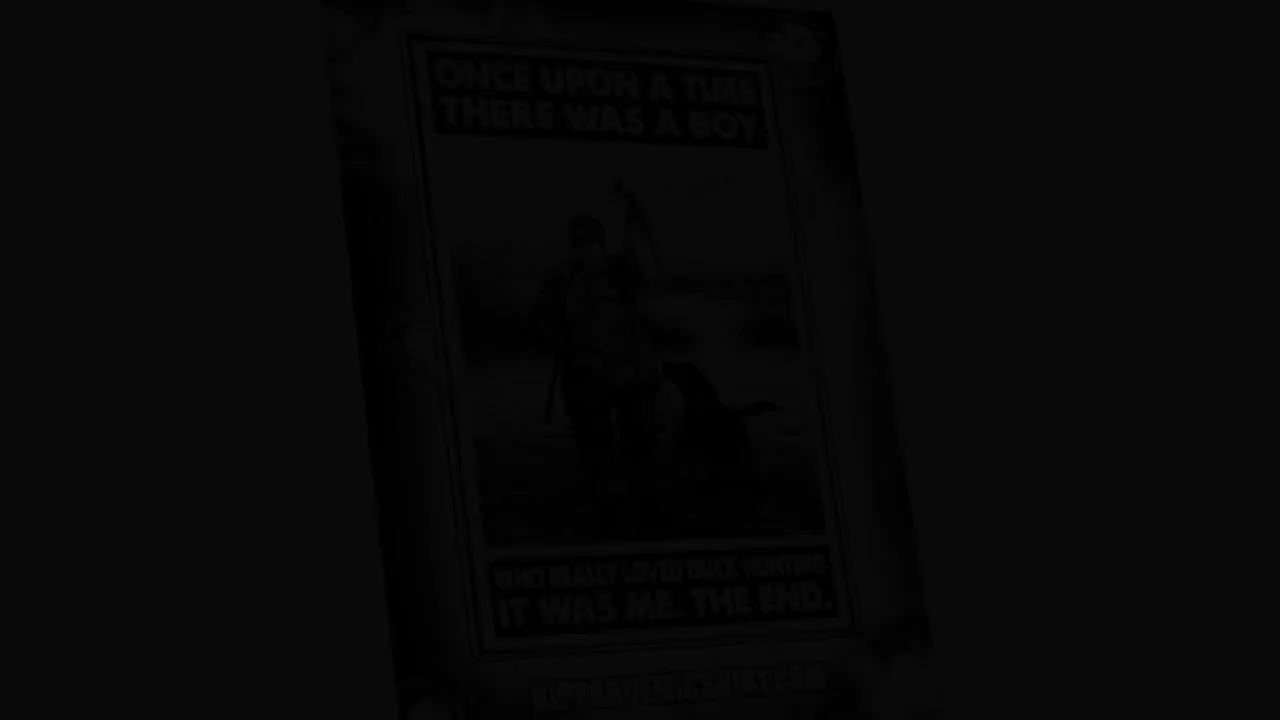 ONCE UPON A TIME
THERE WAS A BOY
WHO REALLY LOVED DUCK HUNTING
IT WAS ME. THE END.